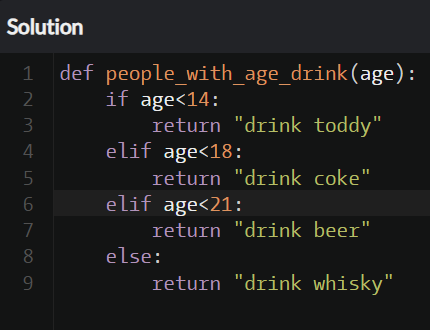 Solution
1 def people_with_age_drink(age):
2     if age<14:
3         return "drink toddy"
4     elif age<18:
5         return "drink coke"
6     elif age<21:
7         return "drink beer"
8     else:
9         return "drink whisky"